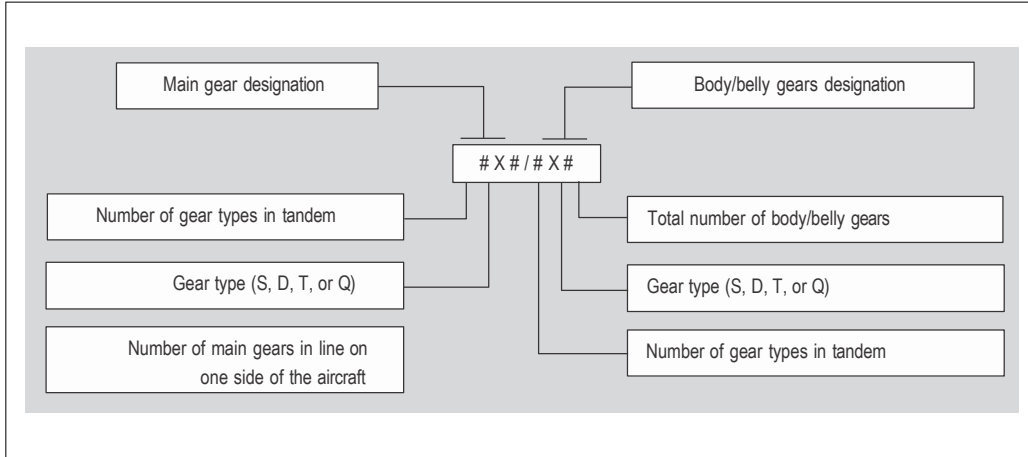 Main gear designation
Body/belly gears designation
# X # / # X #
Number of gear types in tandem
Total number of body/belly gears
Gear type (S, D, T, or Q)
Gear type (S, D, T, or Q)
Number of main gears in line on
one side of the aircraft
Number of gear types in tandem